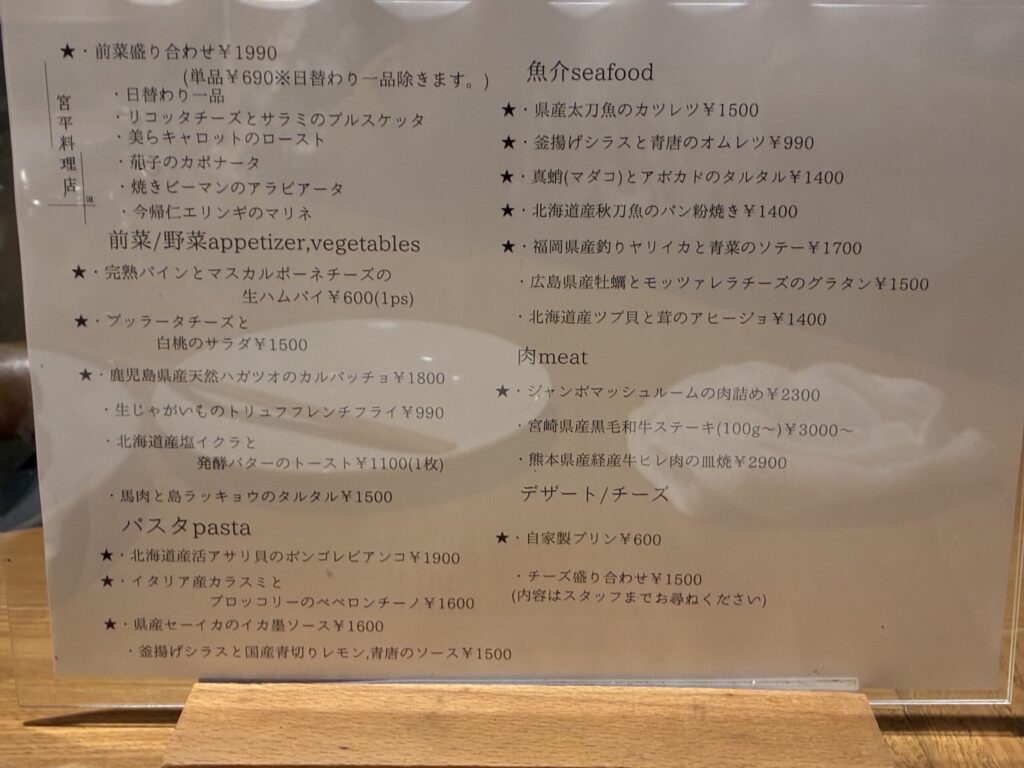 ★・前菜盛り合わせ￥1990
(単品￥690※日替わり一品除きます。)
・日替わり一品
・リコッタチーズとサラミのブルスケッタ
・美らキャロットのロースト
・茄子のカポナータ
・焼きピーマンのアラビアータ
・今帰仁エリンギのマリネ
宮平料理店
前菜/野菜appetizer,vegetables
★・完熟パインとマスカルポーネチーズの
生ハムパイ￥600(1ps)
★・ブッラータチーズと
白桃のサラダ￥1500
★・鹿児島県産天然ハガツオのカルパッチョ￥1800
・生じゃがいものトリュフフレンチフライ￥990
・北海道産塩イクラと
発酵バターのトースト￥1100(1枚)
・馬肉と島ラッキョウのタルタル￥1500
パスタpasta
★・北海道産活アサリ貝のボンゴレビアンコ￥1900
★・イタリア産カラスミと
ブロッコリーのペペロンチーノ￥1600
★・県産セーイカのイカ墨ソース￥1600
・釜揚げシラスと国産青切りレモン,青唐のソース￥1500
魚介seafood
★・県産太刀魚のカツレツ￥1500
★・釜揚げシラスと青唐のオムレツ￥990
★・真蛸(マダコ)とアボカドのタルタル￥1400
★・北海道産秋刀魚のパン粉焼き￥1400
★・福岡県産釣りヤリイカと青菜のソテー￥1700
・広島県産牡蠣とモッツァレラチーズのグラタン￥1500
・北海道産ツブ貝と茸のアヒージョ￥1400
肉meat
★・ジャンボマッシュルームの肉詰め￥2300
・宮崎県産黒毛和牛ステーキ(100g〜)￥3000〜
・熊本県産経産牛ヒレ肉の皿焼￥2900
デザート/チーズ
★・自家製プリン￥600
・チーズ盛り合わせ￥1500
(内容はスタッフまでお尋ねください)